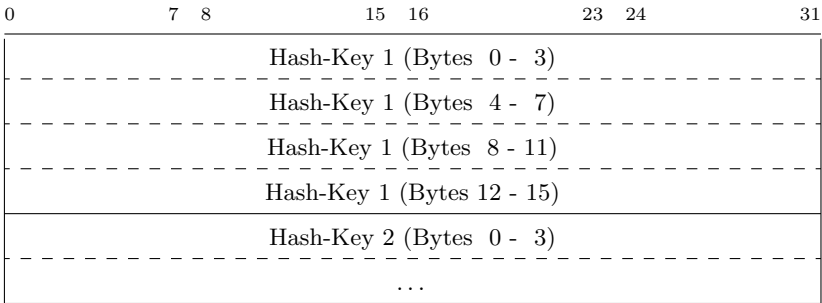 0 7 8 15 16 23 24 31
Hash-Key 1 (Bytes 0 - 3)
Hash-Key 1 (Bytes 4 - 7)
Hash-Key 1 (Bytes 8 - 11)
Hash-Key 1 (Bytes 12 - 15)
Hash-Key 2 (Bytes 0 - 3)
...